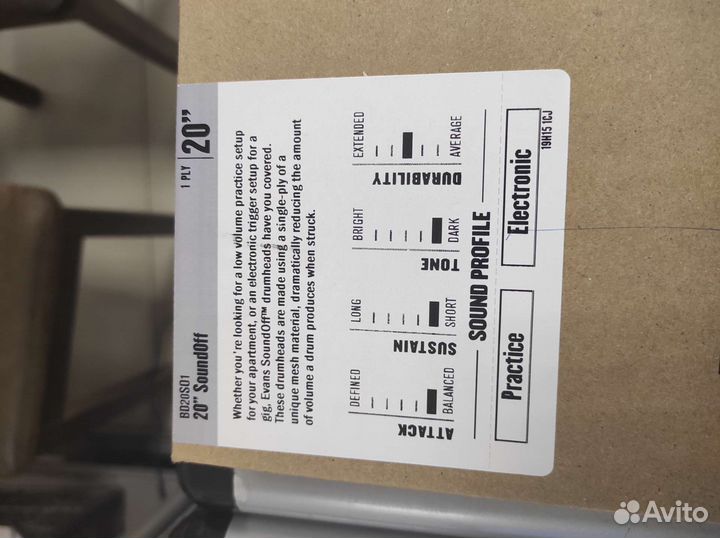 BD20SO1
20” SoundOff
1 PLY 20”
Whether you're looking for a low volume practice setup
for your apartment, or an electronic trigger setup for a
gig, Evans SoundOff™ drumheads have you covered.
These drumheads are made using a single-ply of a
unique mesh material, dramatically reducing the amount
of volume a drum produces when struck.
DEFINED LONG BRIGHT EXTENDED
BALANCED SHORT DARK AVERAGE
ATTACK SUSTAIN TONE DURABILITY
SOUND PROFILE
Practice Electronic
19H15 1CJ
Avito